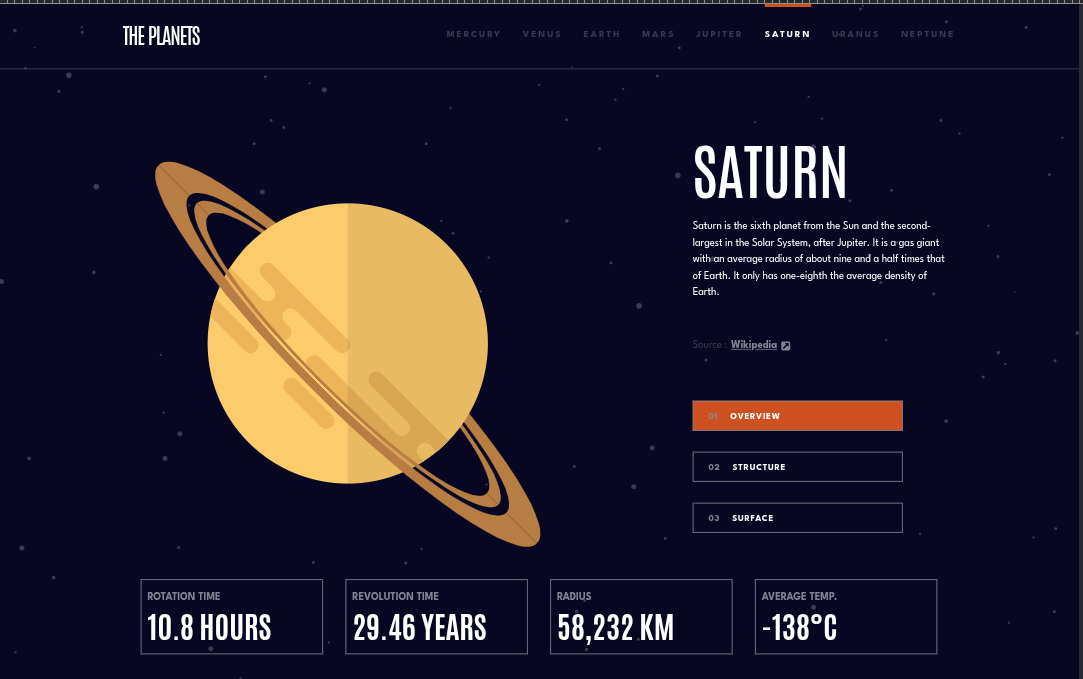 THE PLANETS
MERCURY VENUS EARTH MARS JUPITER SATURN URANUS NEPTUNE
SATURN
Saturn is the sixth planet from the Sun and the second-
largest in the Solar System, after Jupiter. It is a gas giant
with an average radius of about nine and a half times that
of Earth. It only has one-eighth the average density of
Earth.
Source : Wikipedia
01 OVERVIEW
02 STRUCTURE
03 SURFACE
ROTATION TIME
10.8 HOURS
REVOLUTION TIME
29.46 YEARS
RADIUS
58,232 KM
AVERAGE TEMP.
-138°C